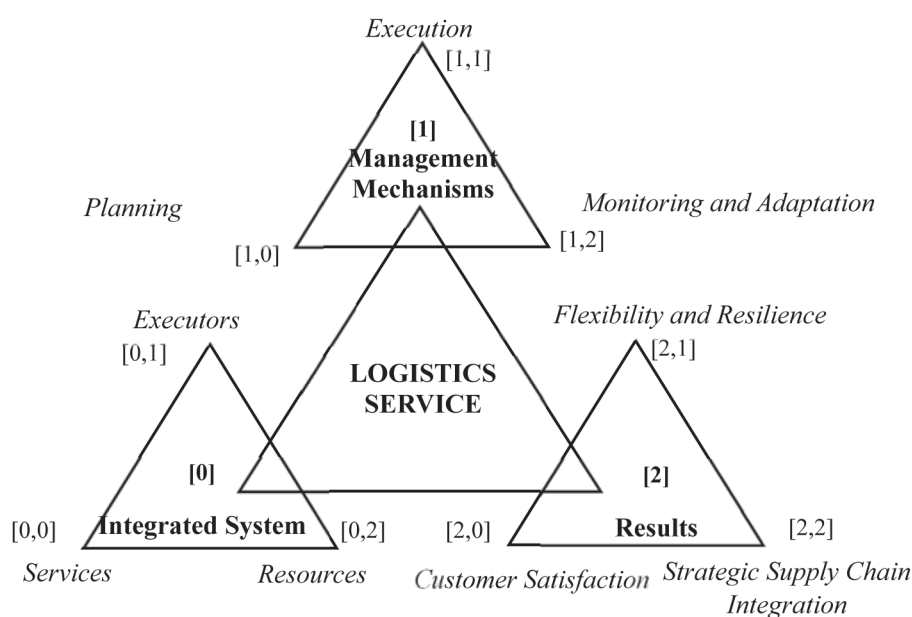 Execution
[1,1]
[1]
Management
Mechanisms
Planning
Monitoring and Adaptation
[1,0]
[1,2]
Executors
[0,1]
Flexibility and Resilience
[2,1]
LOGISTICS
SERVICE
[0]
Integrated System
[0,0]
[0,2]
Services
Resources
[2]
Results
[2,0]
[2,2]
Customer Satisfaction
Strategic Supply Chain
Integration